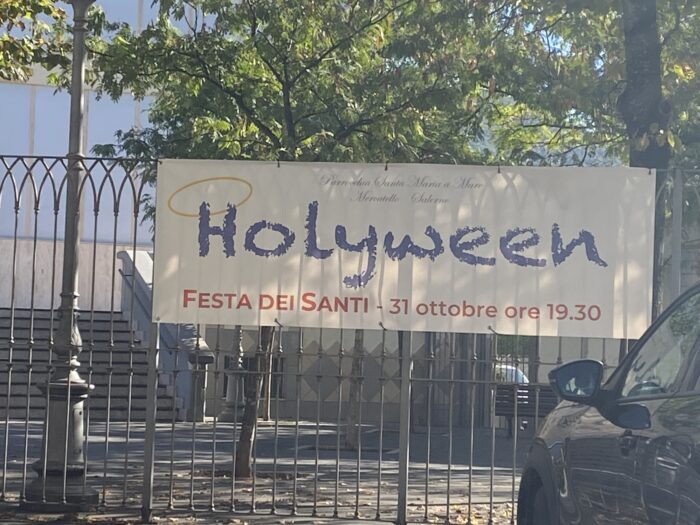 Parrocchia Santa Maria a Mare
Mercatello Salerno
Holyween
FESTA DEI SANTI - 31 ottobre ore 19.30